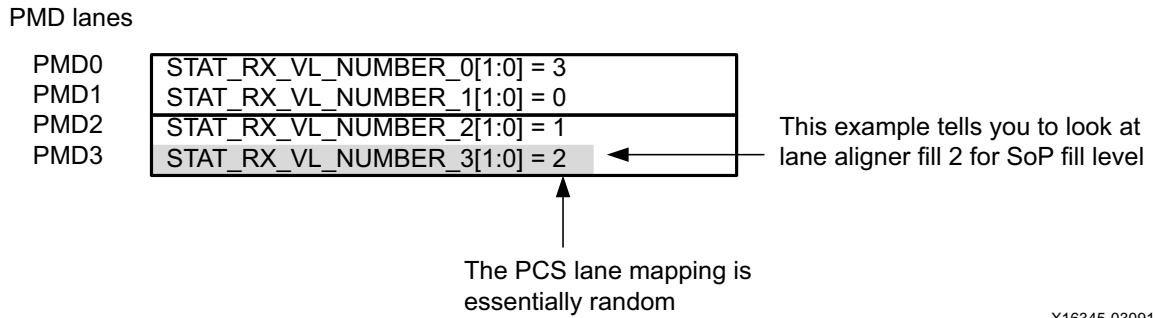 PMD lanes
PMD0 STAT_RX_VL_NUMBER_0[1:0] = 3
PMD1 STAT_RX_VL_NUMBER_1[1:0] = 0
PMD2 STAT_RX_VL_NUMBER_2[1:0] = 1
PMD3 STAT_RX_VL_NUMBER_3[1:0] = 2
This example tells you to look at
lane aligner fill 2 for SoP fill level
The PCS lane mapping is
essentially random